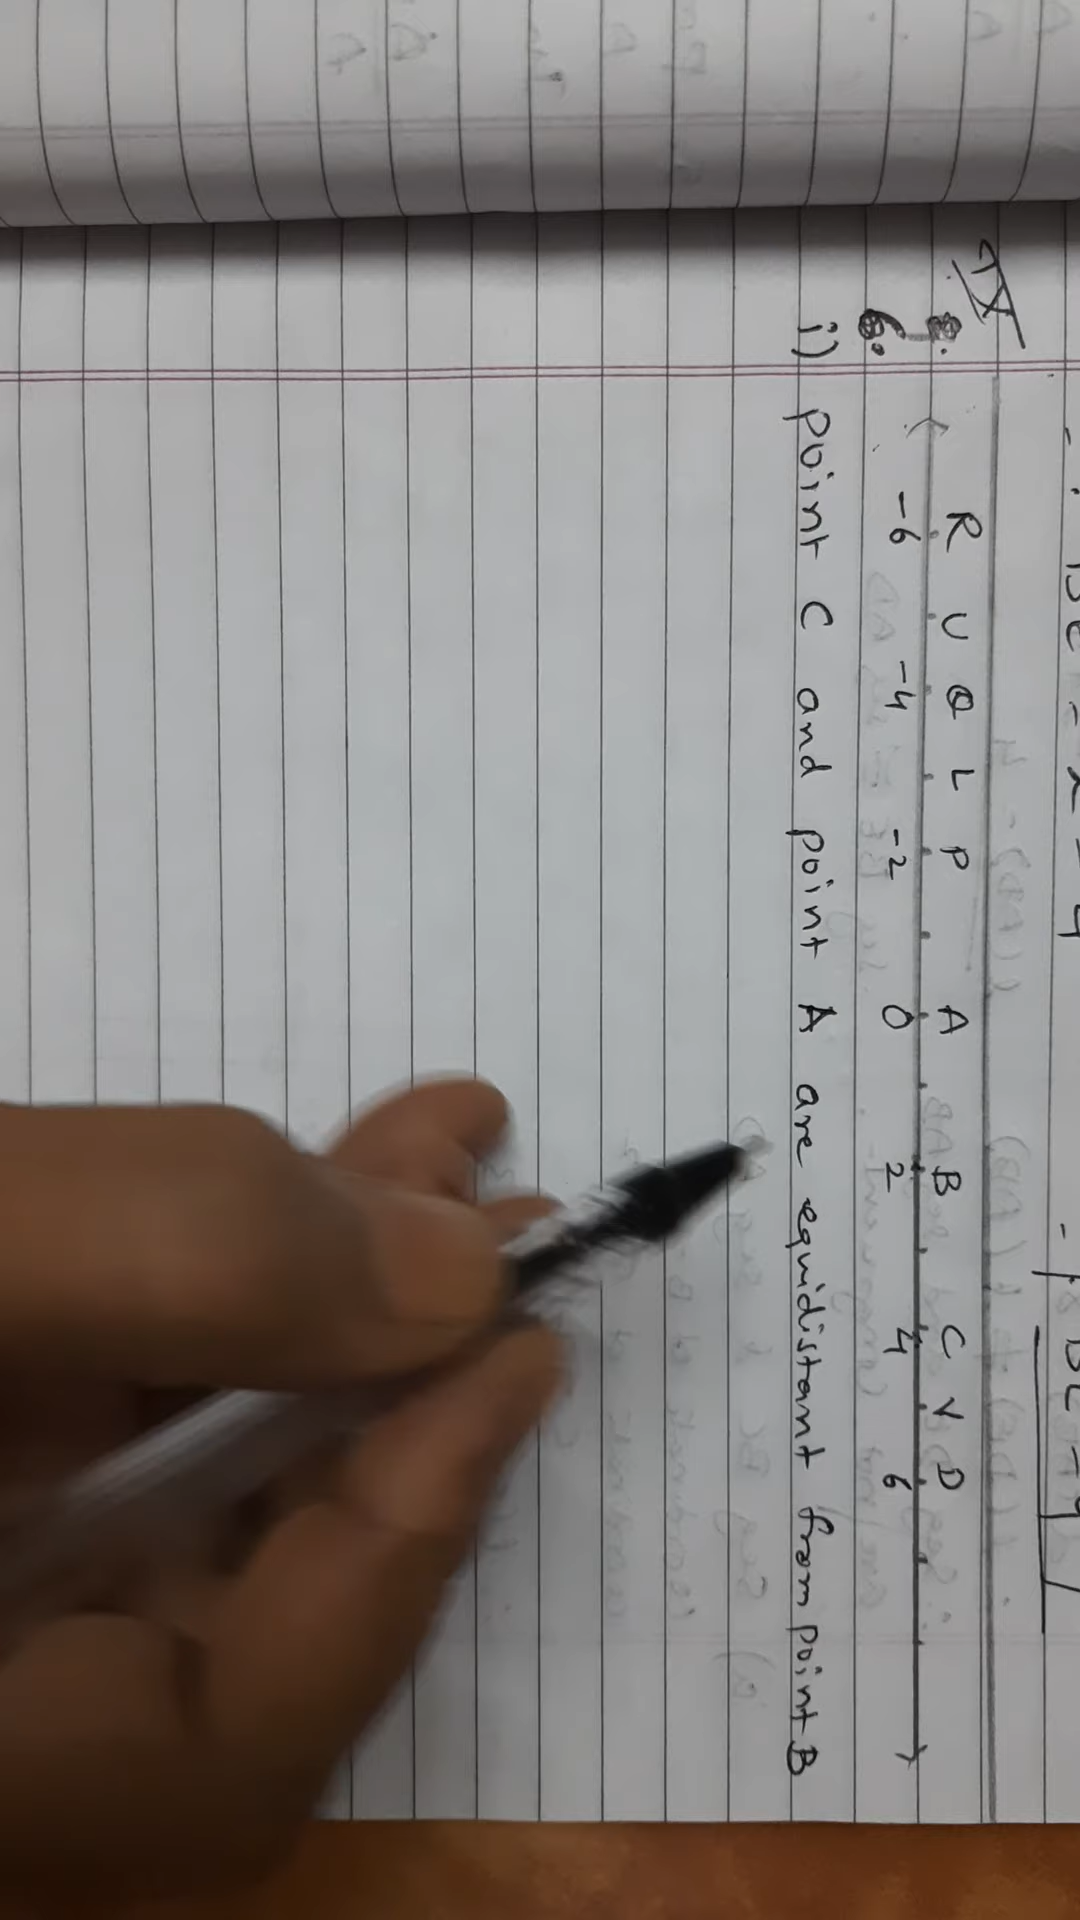 IX
R U Q L P A B C V D
6.
-6 -4 -2 0 2 4 6
i) point C and point A are equidistant from point B